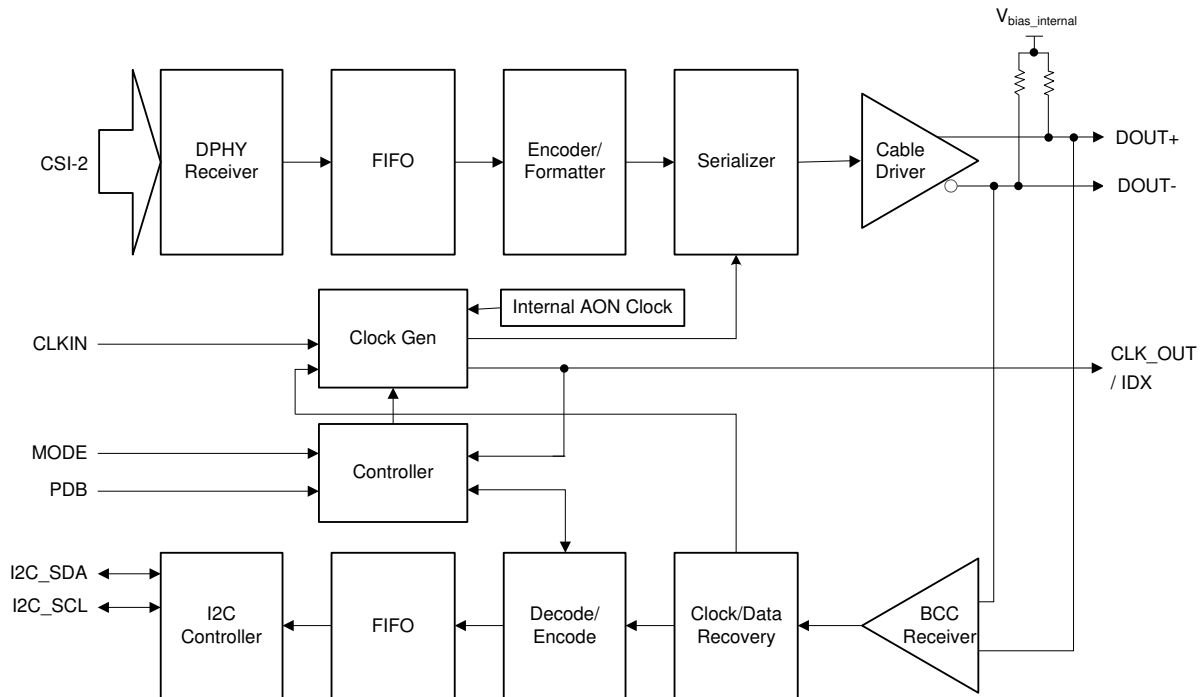 Vbias_internal
CSI-2
DPHY
Receiver
FIFO
Encoder/
Formatter
Serializer
Cable
Driver
DOUT+
DOUT-
Internal AON Clock
CLKIN
Clock Gen
CLK_OUT
/ IDX
MODE
PDB
Controller
I2C_SDA
I2C_SCL
I2C
Controller
FIFO
Decode/
Encode
Clock/Data
Recovery
BCC
Receiver